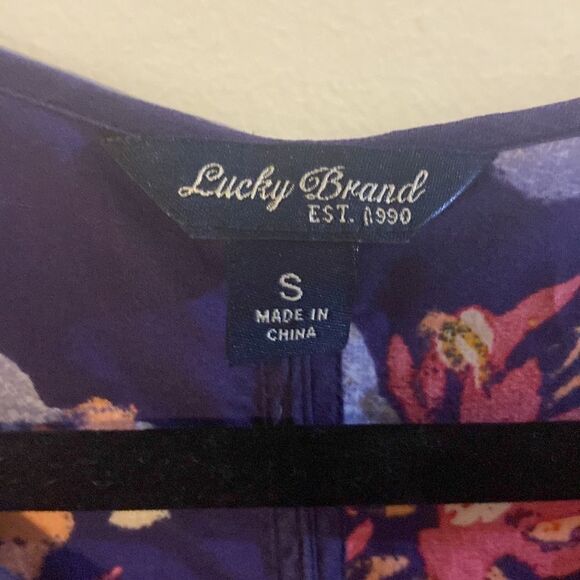 Lucky Brand
EST. 1990
S
MADE IN
CHINA